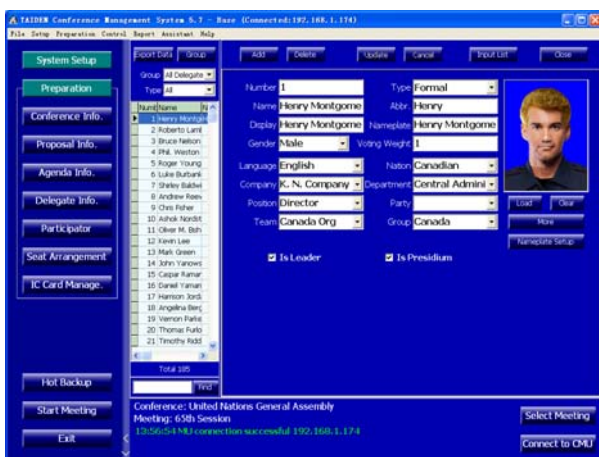 TAIDEN Conference Management System 5.7 - Base (Connected:192.168.1.174)
File Setup Preparation Control Report Assistant Help
System Setup
Preparation
Conference Info.
Proposal Info.
Agenda Info.
Delegate Info.
Participator
Seat Arrangement
IC Card Manage.
Hot Backup
Start Meeting
Exit
Export Data Group
Group All Delegate
Type All
Name
1 Henry Montg
2 Roberto Laml
3 Bruce Nelson
4 Phil. Weston
5 Roger Young
6 Luke Burbank
7 Shirley Baldwi
8 Andrew Reev
9 Chris Fisher
10 Ashok Nordst
11 Oliver M. Bish
12 Kevin Lee
13 Mark Green
14 John Yanows
15 Caspar Ramar
16 Daniel Yaman
17 Harrison Jord
18 Angelina Berg
19 Vernon Parke
20 Thomas Furlo
21 Timothy Ridd
Total 185
Find
Add Delete Update Cancel Input List Close
Number 1 Type Formal
Name Henry Montgome Abbr. Henry
Display Henry Montgome Nameplate Henry Montgome
Gender Male Voting Weight 1
Language English Nation Canadian
Company K. N. Company Department Central Admini
Position Director Party
Team Canada Org Group Canada
Is Leader Is Presidium
Load Clear
More
Nameplate Setup
Conference: United Nations General Assembly
Meeting: 65th Session
13:56:54 MU connection successful 192.168.1.174
Select Meeting
Connect to CMU